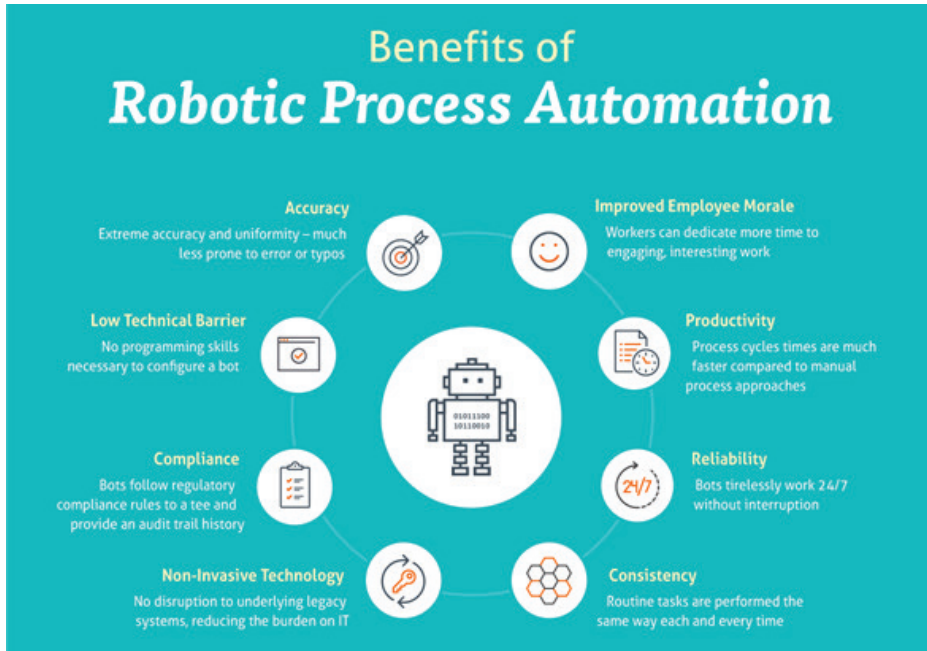 Benefits of
Robotic Process Automation
Accuracy
Extreme accuracy and uniformity – much
less prone to error or typos
Improved Employee Morale
Workers can dedicate more time to
engaging, interesting work
Low Technical Barrier
No programming skills
necessary to configure a bot
Productivity
Process cycles times are much
faster compared to manual
process approaches
01011100
10110010
Compliance
Bots follow regulatory
compliance rules to a tee and
provide an audit trail history
Reliability
Bots tirelessly work 24/7
without interruption
24/7
Non-Invasive Technology
No disruption to underlying legacy
systems, reducing the burden on IT
Consistency
Routine tasks are performed the
same way each and every time